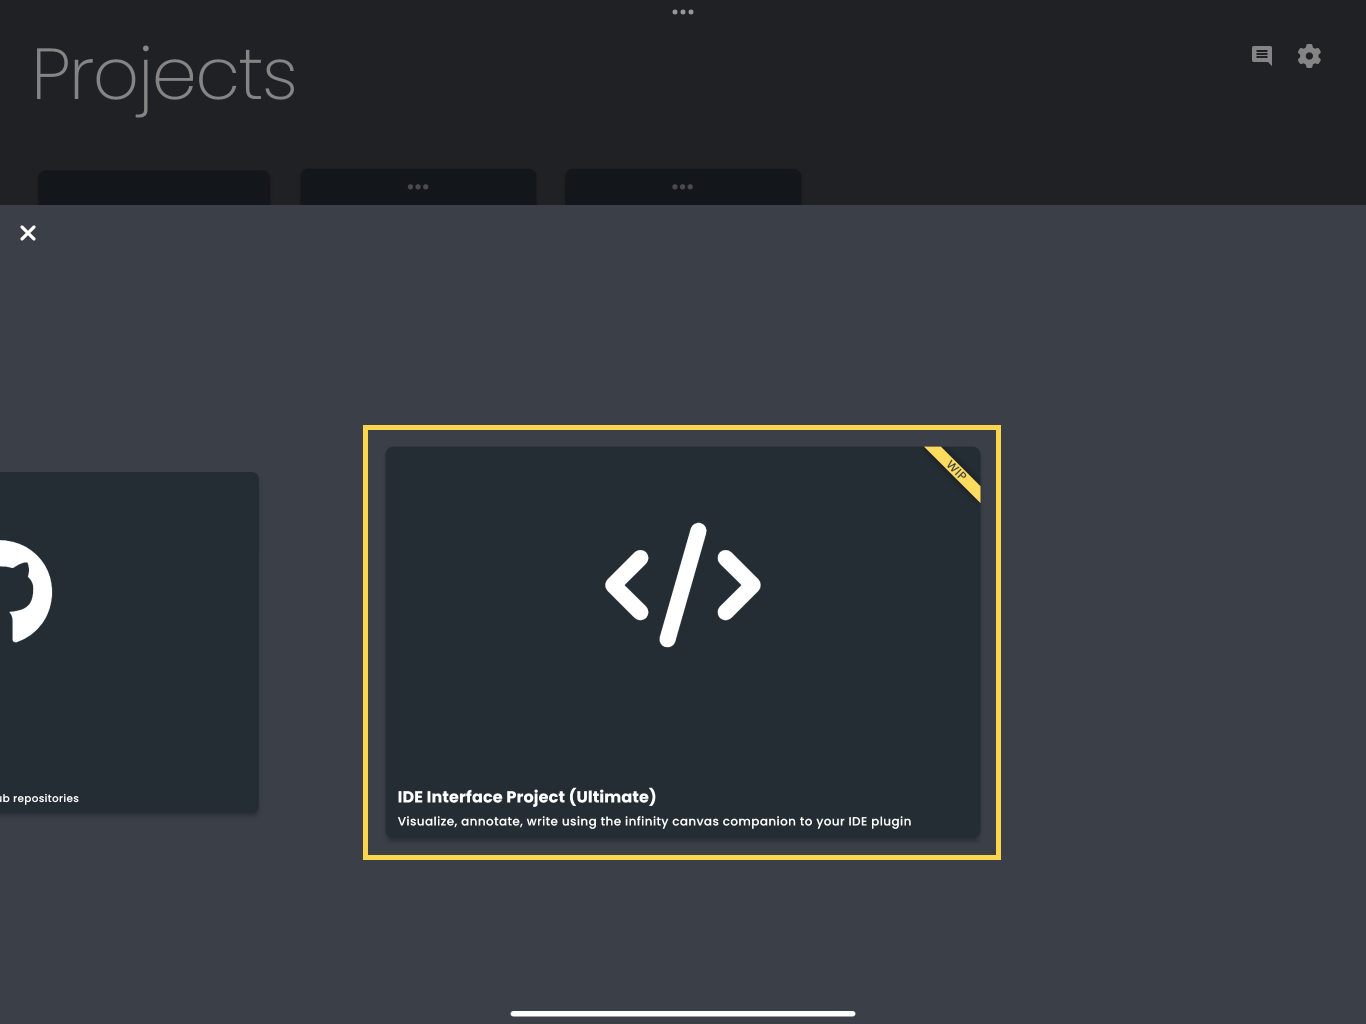 Projects
WIP
ub repositories
IDE Interface Project (Ultimate)
Visualize, annotate, write using the infinity canvas companion to your IDE plugin